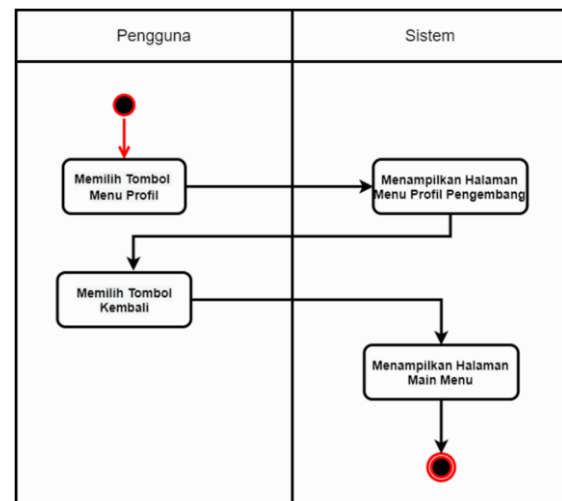 Pengguna
Sistem
Memilih Tombol
Menu Profil
Menampilkan Halaman
Menu Profil Pengembang
Memilih Tombol
Kembali
Menampilkan Halaman
Main Menu